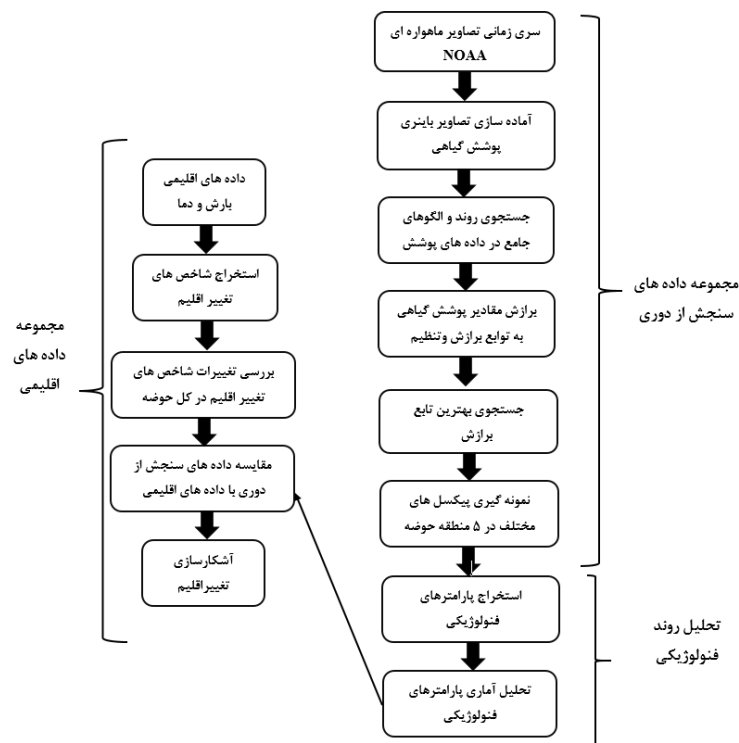 سری زمانی تصاویر ماهواره ای
NOAA
آماده سازی تصاویر باینری
پوشش گیاهی
جستجوی روند و الگوهای
جامع در داده های پوشش
برازش مقادیر پوشش گیاهی
به توابع برازش وتنظیم
جستجوی بهترین تابع
برازش
نمونه گیری پیکسل های
مختلف در ۵ منطقه حوضه
استخراج پارامترهای
فنولوژیکی
تحلیل آماری پارامترهای
فنولوژیکی
مجموعه داده های
سنجش از دوری
تحلیل روند
فنولوژیکی
داده های اقلیمی
بارش و دما
استخراج شاخص های
تغییر اقلیم
بررسی تغییرات شاخص های
تغییر اقلیم در کل حوضه
مقایسه داده های سنجش از
دوری با داده های اقلیمی
آشکارسازی
تغییراقلیم
مجموعه
داده های
اقلیمی